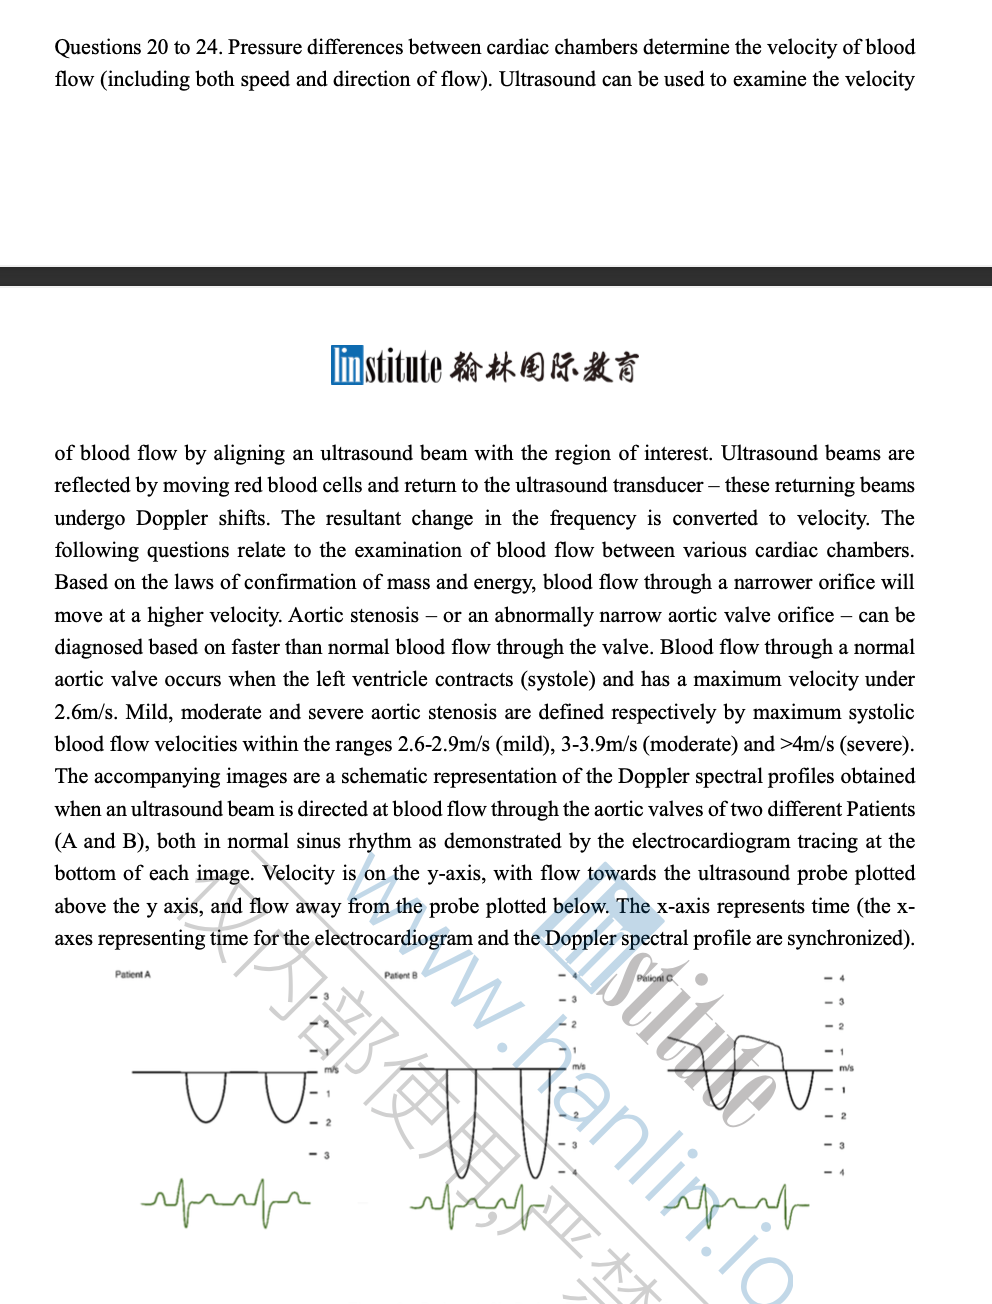 Questions 20 to 24. Pressure differences between cardiac chambers determine the velocity of blood
flow (including both speed and direction of flow). Ultrasound can be used to examine the velocity
linstitute 翰林国际教育
of blood flow by aligning an ultrasound beam with the region of interest. Ultrasound beams are
reflected by moving red blood cells and return to the ultrasound transducer – these returning beams
undergo Doppler shifts. The resultant change in the frequency is converted to velocity. The
following questions relate to the examination of blood flow between various cardiac chambers.
Based on the laws of confirmation of mass and energy, blood flow through a narrower orifice will
move at a higher velocity. Aortic stenosis – or an abnormally narrow aortic valve orifice – can be
diagnosed based on faster than normal blood flow through the valve. Blood flow through a normal
aortic valve occurs when the left ventricle contracts (systole) and has a maximum velocity under
2.6m/s. Mild, moderate and severe aortic stenosis are defined respectively by maximum systolic
blood flow velocities within the ranges 2.6-2.9m/s (mild), 3-3.9m/s (moderate) and >4m/s (severe).
The accompanying images are a schematic representation of the Doppler spectral profiles obtained
when an ultrasound beam is directed at blood flow through the aortic valves of two different Patients
(A and B), both in normal sinus rhythm as demonstrated by the electrocardiogram tracing at the
bottom of each image. Velocity is on the y-axis, with flow towards the ultrasound probe plotted
above the y axis, and flow away from the probe plotted below. The x-axis represents time (the x-
axes representing time for the electrocardiogram and the Doppler spectral profile are synchronized).
Patient A
3
2
1
m/s
1
2
3
Patient B
4
3
2
1
m/s
1
2
3
4
Patient C
4
3
2
1
m/s
1
2
3
4
linstitute
www.hanlin.io
仅内部使用,严禁